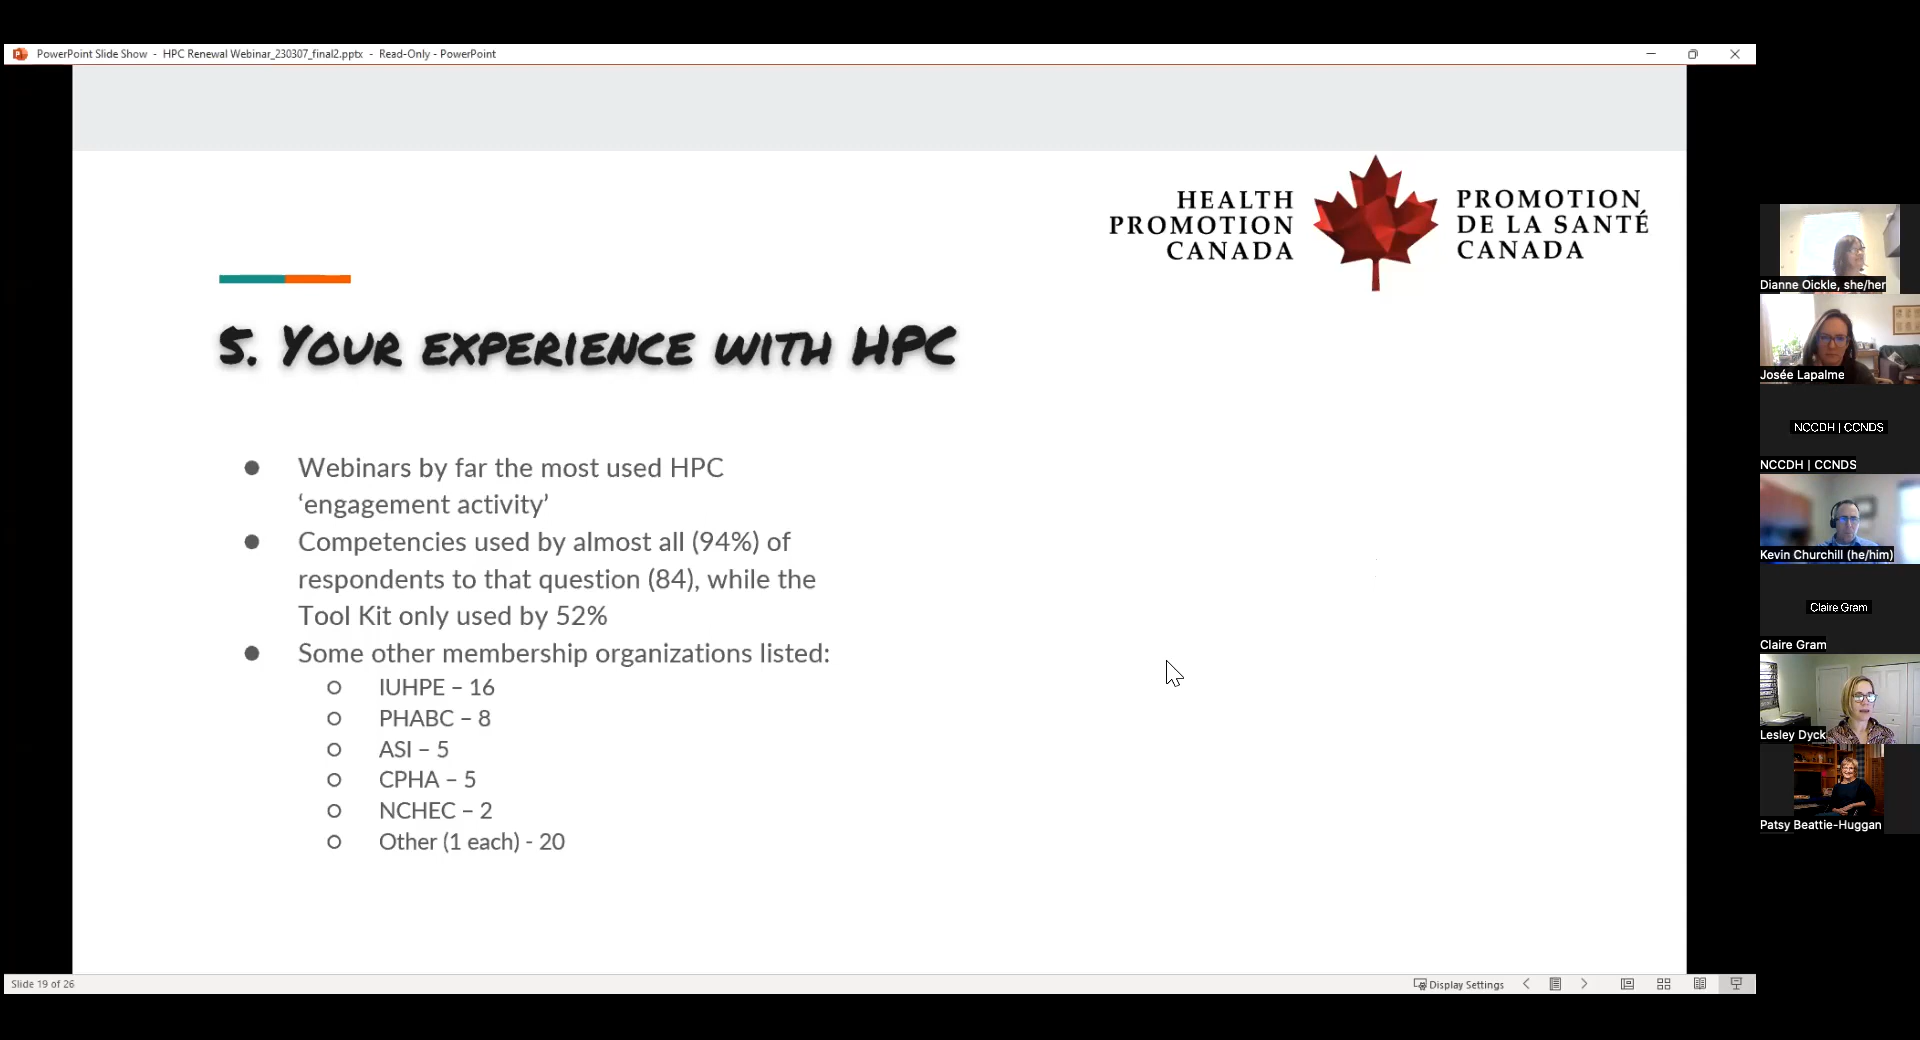 PowerPoint Slide Show - HPC Renewal Webinar_230307_final2.pptx - Read-Only - PowerPoint
HEALTH
PROMOTION
CANADA
PROMOTION
DE LA SANTÉ
CANADA
5. YOUR EXPERIENCE WITH HPC
● Webinars by far the most used HPC
‘engagement activity’
● Competencies used by almost all (94%) of
respondents to that question (84), while the
Tool Kit only used by 52%
● Some other membership organizations listed:
○ IUHPE – 16
○ PHABC – 8
○ ASI – 5
○ CPHA – 5
○ NCHEC – 2
○ Other (1 each) - 20
Slide 19 of 26
Display Settings
Dianne Oickle, she/her
Josée Lapalme
NCCDH | CCNDS
NCCDH | CCNDS
Kevin Churchill (he/him)
Claire Gram
Claire Gram
Lesley Dyck
Patsy Beattie-Huggan